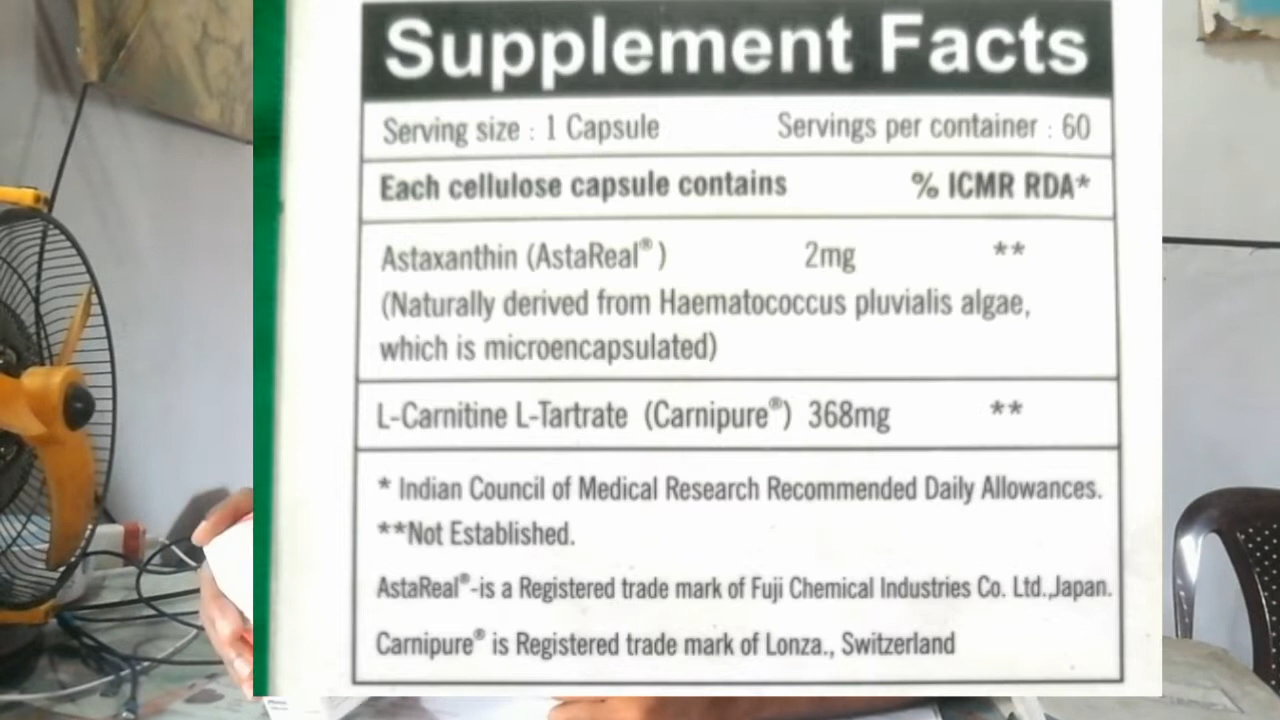 Supplement Facts
Serving size : 1 Capsule Servings per container : 60
Each cellulose capsule contains % ICMR RDA*
Astaxanthin (AstaReal®) 2mg **
(Naturally derived from Haematococcus pluvialis algae,
which is microencapsulated)
L-Carnitine L-Tartrate (Carnipure®) 368mg **
* Indian Council of Medical Research Recommended Daily Allowances.
**Not Established.
AstaReal®-is a Registered trade mark of Fuji Chemical Industries Co. Ltd.,Japan.
Carnipure® is Registered trade mark of Lonza., Switzerland